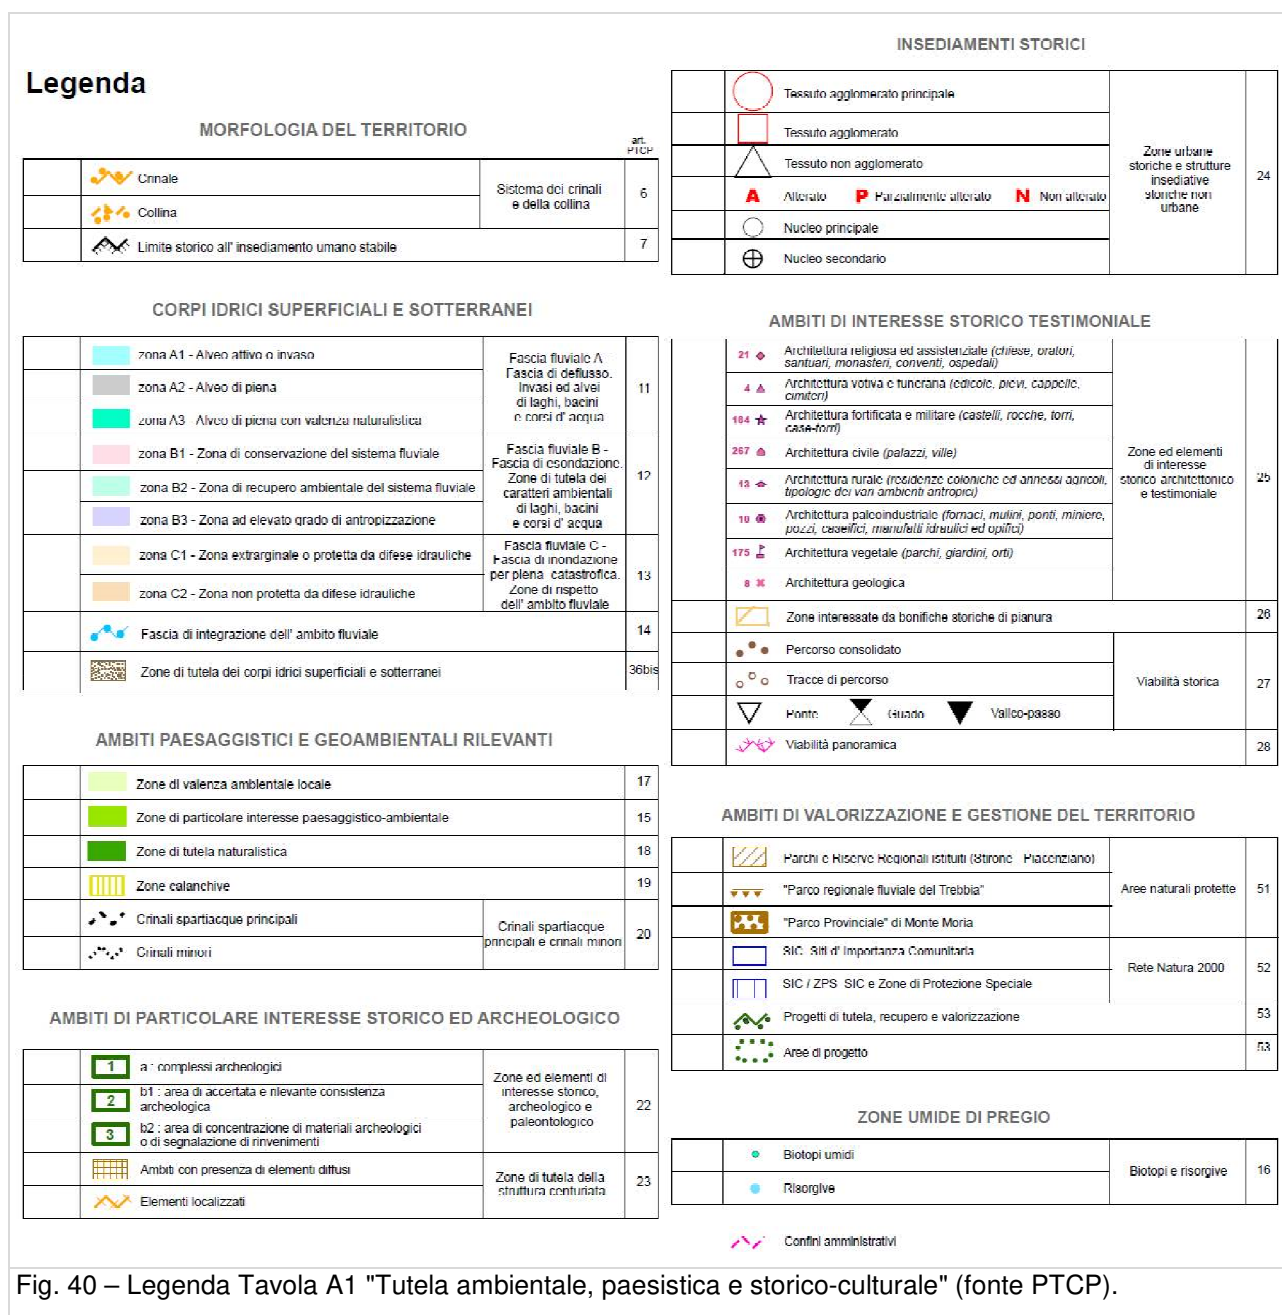 Legenda
MORFOLOGIA DEL TERRITORIO
art.
PTCP
Crinale
Collina
Sistema dei crinali
e della collina
6
Limite storico all' insediamento umano stabile
7
CORPI IDRICI SUPERFICIALI E SOTTERRANEI
zona A1 - Alveo attivo o invaso
zona A2 - Alveo di piena
zona A3 - Alveo di piena con valenza naturalistica
Fascia fluviale A
Fascia di deflusso.
Invasi ed alvei
di laghi, bacini
e corsi d' acqua
11
zona B1 - Zona di conservazione del sistema fluviale
zona B2 - Zona di recupero ambientale del sistema fluviale
zona B3 - Zona ad elevato grado di antropizzazione
Fascia fluviale B -
Fascia di esondazione.
Zone di tutela dei
caratteri ambientali
di laghi, bacini
e corsi d' acqua
12
zona C1 - Zona extrarginale o protetta da difese idrauliche
zona C2 - Zona non protetta da difese idrauliche
Fascia fluviale C -
Fascia di inondazione
per piena catastrofica.
Zone di rispetto
dell' ambito fluviale
13
Fascia di integrazione dell' ambito fluviale
14
Zone di tutela dei corpi idrici superficiali e sotterranei
36bis
AMBITI PAESAGGISTICI E GEOAMBIENTALI RILEVANTI
Zone di valenza ambientale locale
17
Zone di particolare interesse paesaggistico-ambientale
15
Zone di tutela naturalistica
18
Zone calanchive
19
Crinali spartiacque principali
Crinali minori
Crinali spartiacque
principali e crinali minori
20
AMBITI DI PARTICOLARE INTERESSE STORICO ED ARCHEOLOGICO
1 a : complessi archeologici
2 b1 : area di accertata e rilevante consistenza
archeologica
3 b2 : area di concentrazione di materiali archeologici
o di segnalazione di rinvenimenti
Zone ed elementi di
interesse storico,
archeologico e
paleontologico
22
Ambiti con presenza di elementi diffusi
Elementi localizzati
Zone di tutela della
struttura centuriata
23
INSEDIAMENTI STORICI
Tessuto agglomerato principale
Tessuto agglomerato
Tessuto non agglomerato
A Alterato P Parzialmente alterato N Non alterato
Nucleo principale
Nucleo secondario
Zone urbane
storiche e strutture
insediative
storiche non
urbane
24
AMBITI DI INTERESSE STORICO TESTIMONIALE
21 Architettura religiosa ed assistenziale (chiese, oratori,
santuari, monasteri, conventi, ospedali)
4 Architettura votiva e funeraria (edicole, pievi, cappelle,
cimiteri)
184 Architettura fortificata e militare (castelli, rocche, torri,
case-torri)
267 Architettura civile (palazzi, ville)
13 Architettura rurale (residenze coloniche ed annessi agricoli,
tipologie dei vari ambienti antropici)
10 Architettura paleoindustriale (fornaci, mulini, ponti, miniere,
pozzi, caseifici, manufatti idraulici ed opifici)
175 Architettura vegetale (parchi, giardini, orti)
8 Architettura geologica
Zone ed elementi
di interesse
storico architettonico
e testimoniale
25
Zone interessate da bonifiche storiche di pianura
26
Percorso consolidato
Tracce di percorso
Ponte Guado Valico-passo
Viabilità storica
27
Viabilità panoramica
28
AMBITI DI VALORIZZAZIONE E GESTIONE DEL TERRITORIO
Parchi e Riserve Regionali istituiti (Stirone Piacenziano)
"Parco regionale fluviale del Trebbia"
"Parco Provinciale" di Monte Moria
Aree naturali protette
51
SIC Siti d' Importanza Comunitaria
SIC / ZPS SIC e Zone di Protezione Speciale
Rete Natura 2000
52
Progetti di tutela, recupero e valorizzazione
53
Aree di progetto
53
ZONE UMIDE DI PREGIO
Biotopi umidi
Risorgive
Biotopi e risorgive
16
Confini amministrativi
Fig. 40 – Legenda Tavola A1 "Tutela ambientale, paesistica e storico-culturale" (fonte PTCP).